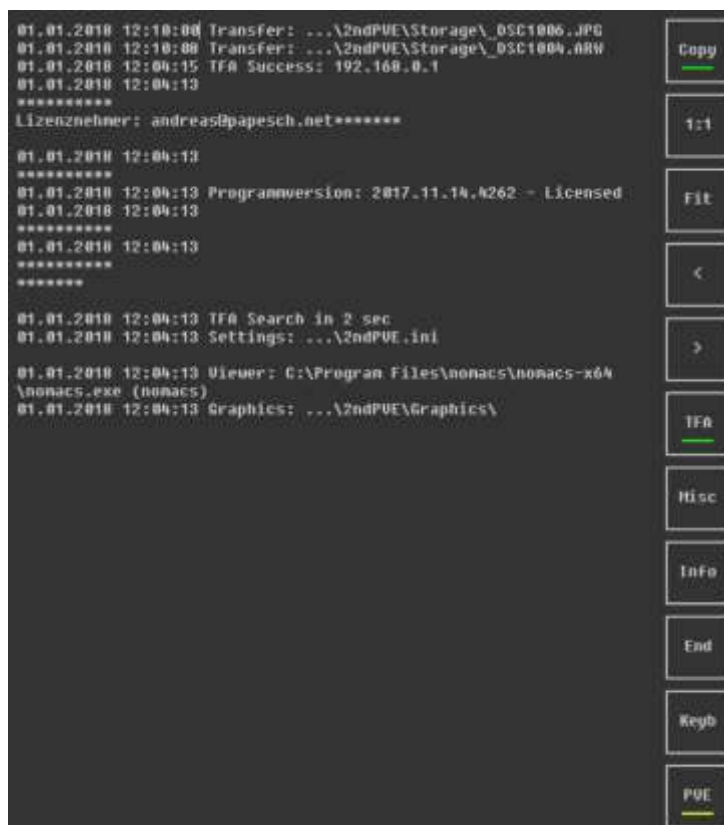 01.01.2018 12:10:08 Transfer: ...\2ndPVE\Storage\_DSC1006.JPG
01.01.2018 12:10:08 Transfer: ...\2ndPVE\Storage\_DSC1004.ARW
01.01.2018 12:04:15 TFA Success: 192.168.0.1
01.01.2018 12:04:13
**********
Lizenznehmer: andreas@papesch.net*******
01.01.2018 12:04:13
**********
01.01.2018 12:04:13 Programmversion: 2017.11.14.4262 - Licensed
01.01.2018 12:04:13
**********
01.01.2018 12:04:13
**********
*******
01.01.2018 12:04:13 TFA Search in 2 sec
01.01.2018 12:04:13 Settings: ...\2ndPVE.ini
01.01.2018 12:04:13 Viewer: C:\Program Files\nomacs\nomacs-x64
\nomacs.exe (nomacs)
01.01.2018 12:04:13 Graphics: ...\2ndPVE\Graphics\
Copy
1:1
Fit
<
>
TFA
Misc
Info
End
Keyb
PVE